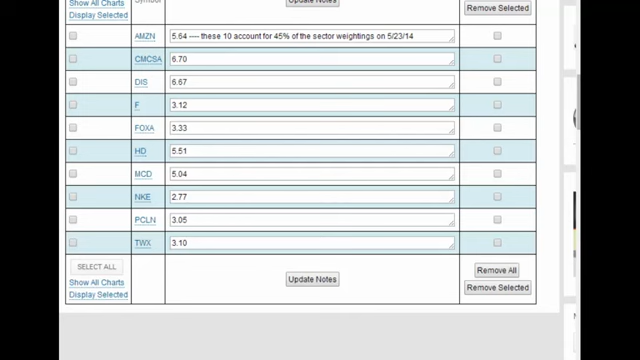 Show All Charts
Display Selected
Symbol
Update Notes
Remove Selected
AMZN 5.64 ---- these 10 account for 45% of the sector weightings on 5/23/14
CMCSA 6.70
DIS 6.67
F 3.12
FOXA 3.33
HD 5.51
MCD 5.04
NKE 2.77
PCLN 3.05
TWX 3.10
SELECT ALL
Show All Charts
Display Selected
Update Notes
Remove All
Remove Selected